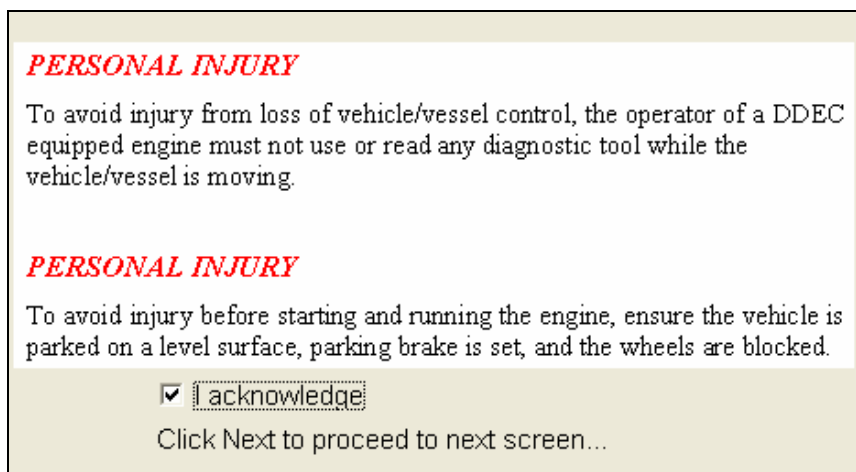 PERSONAL INJURY
To avoid injury from loss of vehicle/vessel control, the operator of a DDEC
equipped engine must not use or read any diagnostic tool while the
vehicle/vessel is moving.
PERSONAL INJURY
To avoid injury before starting and running the engine, ensure the vehicle is
parked on a level surface, parking brake is set, and the wheels are blocked.
I acknowledge
Click Next to proceed to next screen...